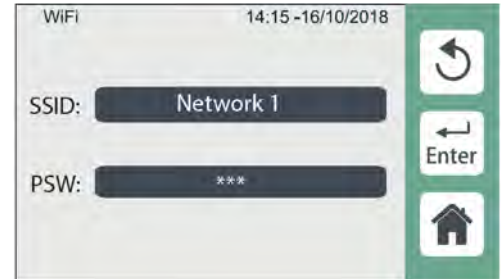 WiFi 14:15 -16/10/2018
SSID: Network 1
Enter
PSW: ***